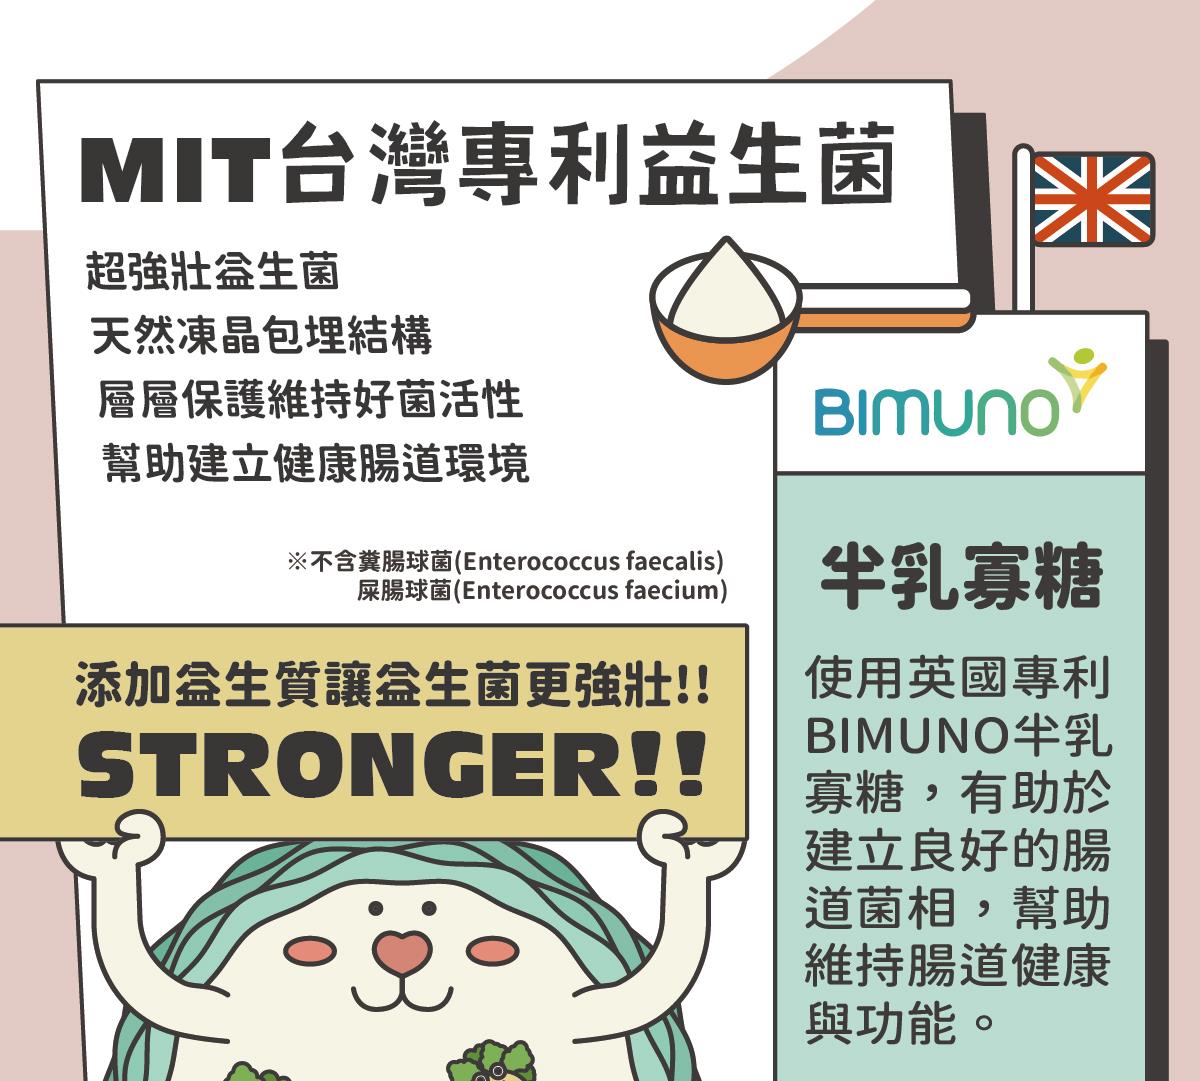 MIT台灣專利益生菌
超強壯益生菌
天然凍晶包埋結構
層層保護維持好菌活性
幫助建立健康腸道環境
※不含糞腸球菌(Enterococcus faecalis)
屎腸球菌(Enterococcus faecium)
添加益生質讓益生菌更強壯!!
STRONGER!!
BIMUNO
半乳寡糖
使用英國專利
BIMUNO半乳
寡糖，有助於
建立良好的腸
道菌相，幫助
維持腸道健康
與功能。